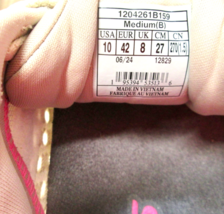 1204261B159
Medium(B)
USA EUR UK CM CN
10 42 8 27 270(1.5)
06/24 12829
MADE IN VIETNAM
FABRIQUÉ AU VIETNAM